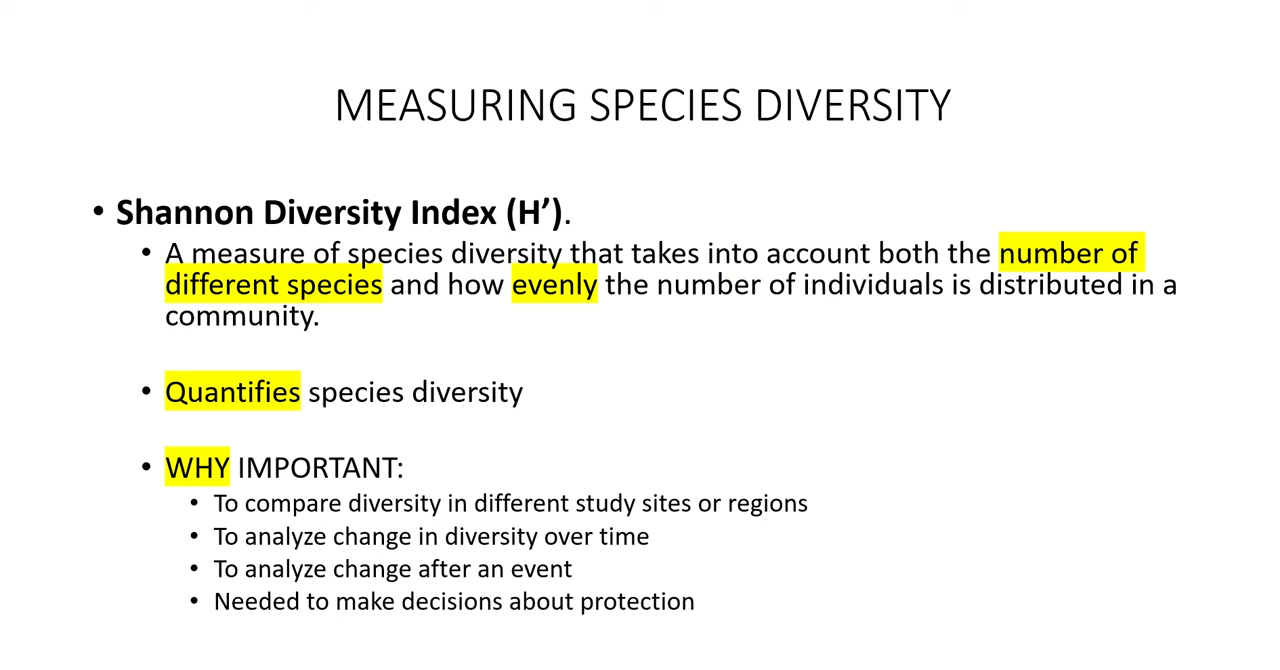 MEASURING SPECIES DIVERSITY
• Shannon Diversity Index (H’).
• A measure of species diversity that takes into account both the number of
different species and how evenly the number of individuals is distributed in a
community.
• Quantifies species diversity
• WHY IMPORTANT:
• To compare diversity in different study sites or regions
• To analyze change in diversity over time
• To analyze change after an event
• Needed to make decisions about protection